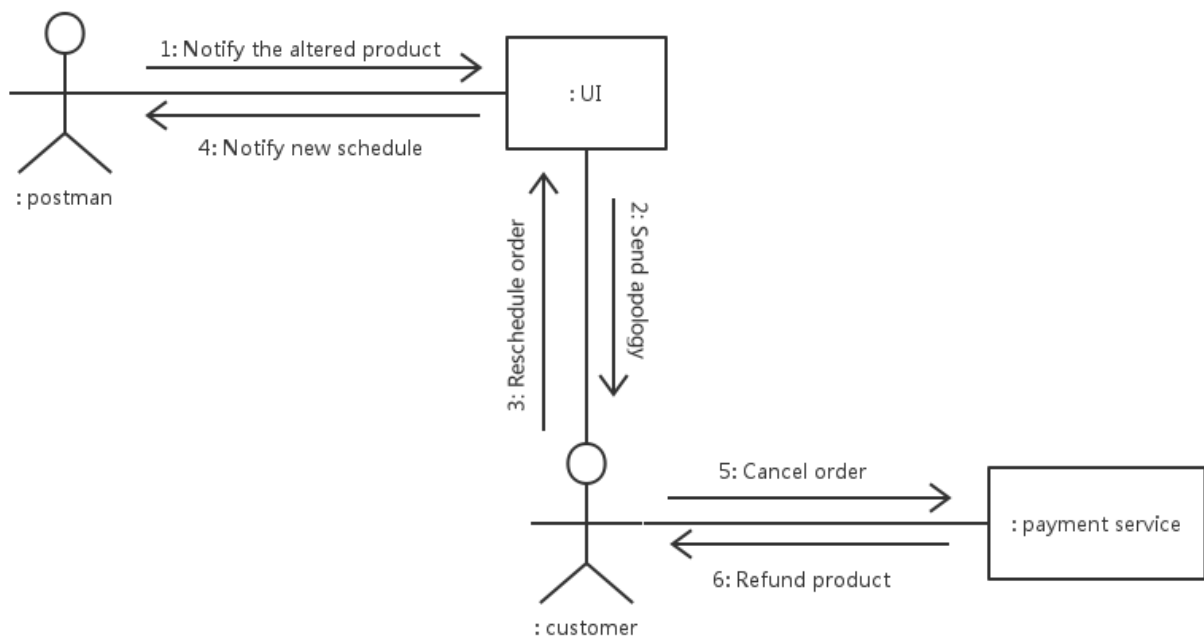 1: Notify the altered product
: UI
4: Notify new schedule
: postman
2: Send apology
3: Reschedule order
5: Cancel order
: payment service
6: Refund product
: customer